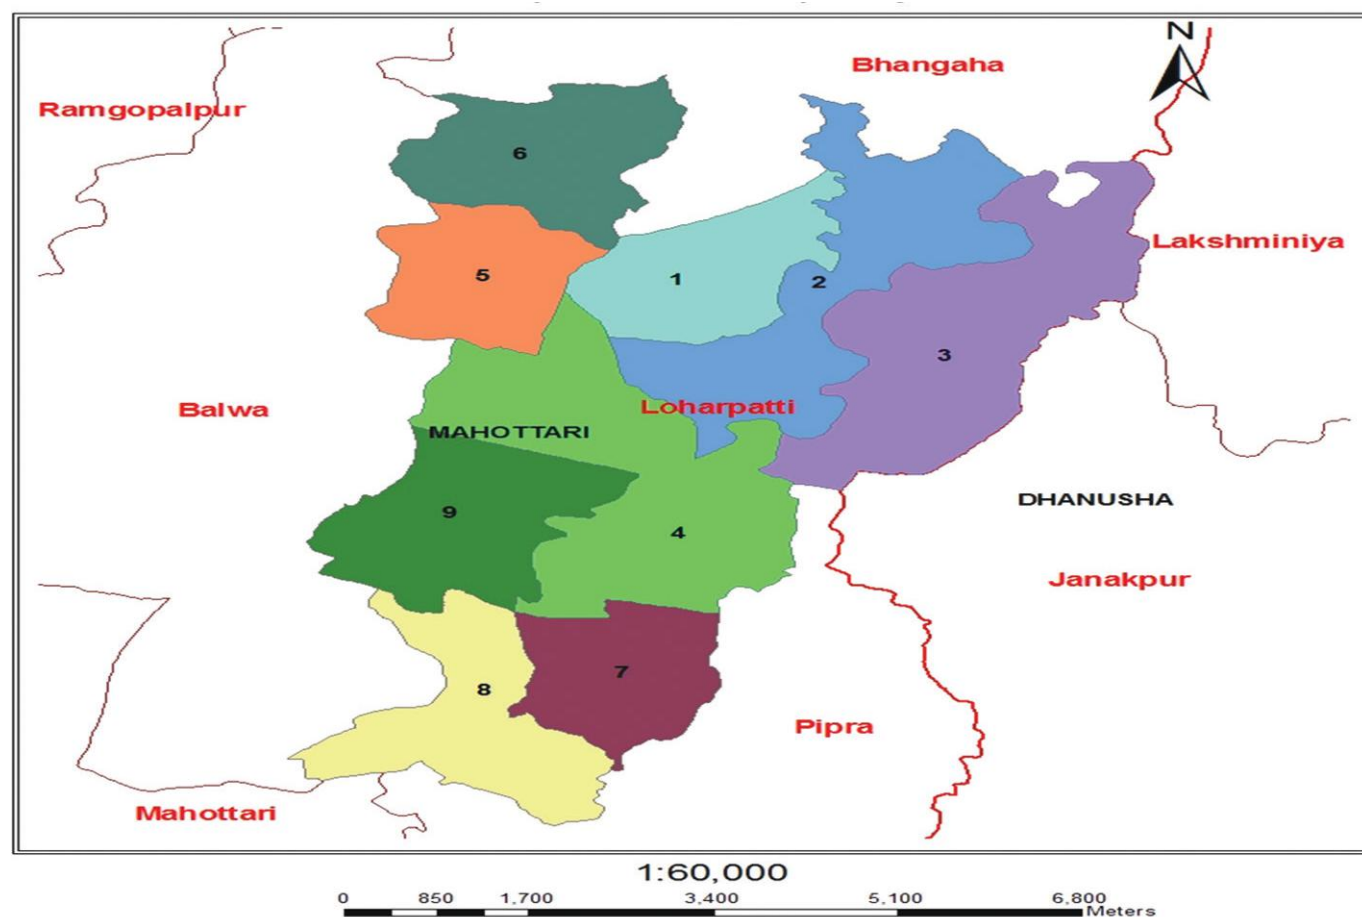 N
Bhangaha
Ramgopalpur
6
Lakshminiya
5
1
2
3
Balwa
Loharpatti
MAHOTTARI
DHANUSHA
9
4
Janakpur
7
8
Pipra
Mahottari
1:60,000
0 850 1,700 3,400 5,100 6,800
Meters